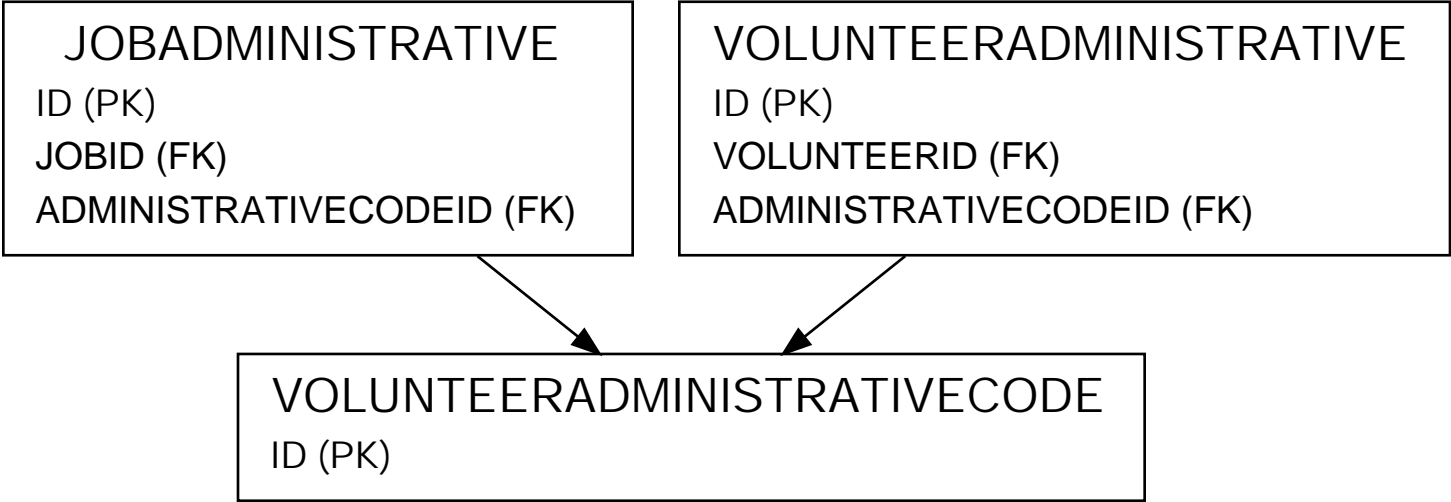 JOBADMINISTRATIVE
ID (PK)
JOBID (FK)
ADMINISTRATIVECODEID (FK)
VOLUNTEERADMINISTRATIVE
ID (PK)
VOLUNTEERID (FK)
ADMINISTRATIVECODEID (FK)
VOLUNTEERADMINISTRATIVECODE
ID (PK)